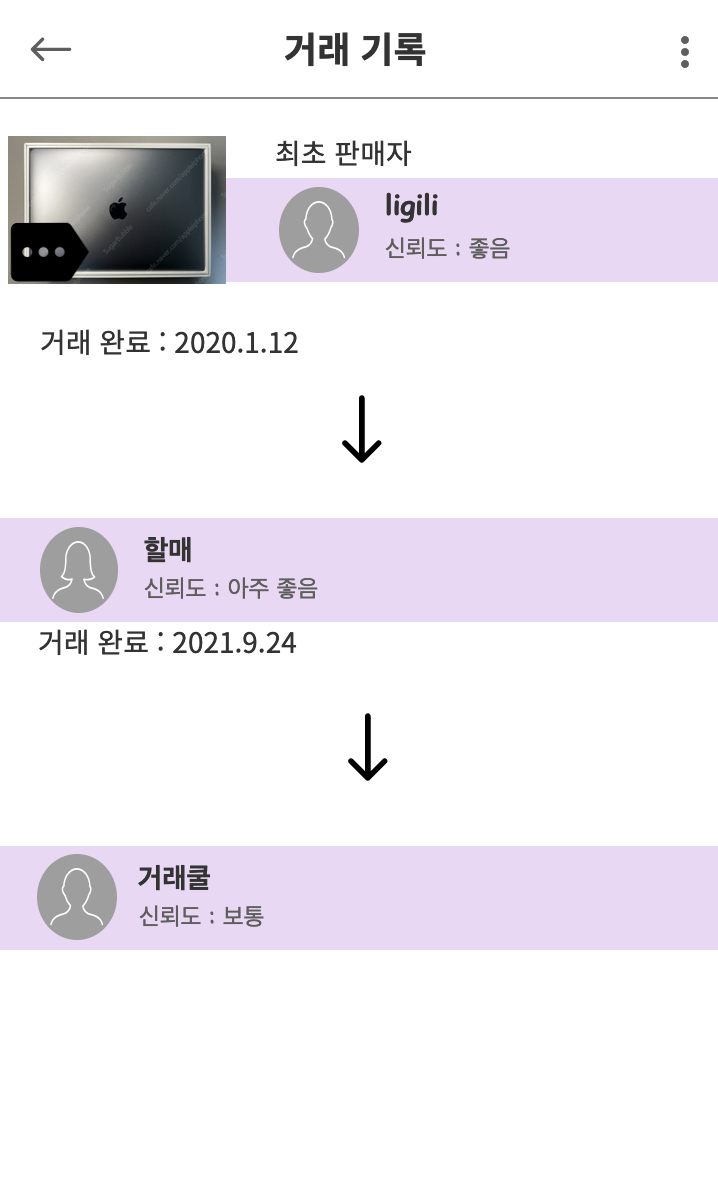 거래 기록
최초 판매자
ligili
신뢰도 : 좋음
거래 완료 : 2020.1.12
할매
신뢰도 : 아주 좋음
거래 완료 : 2021.9.24
거래쿨
신뢰도 : 보통